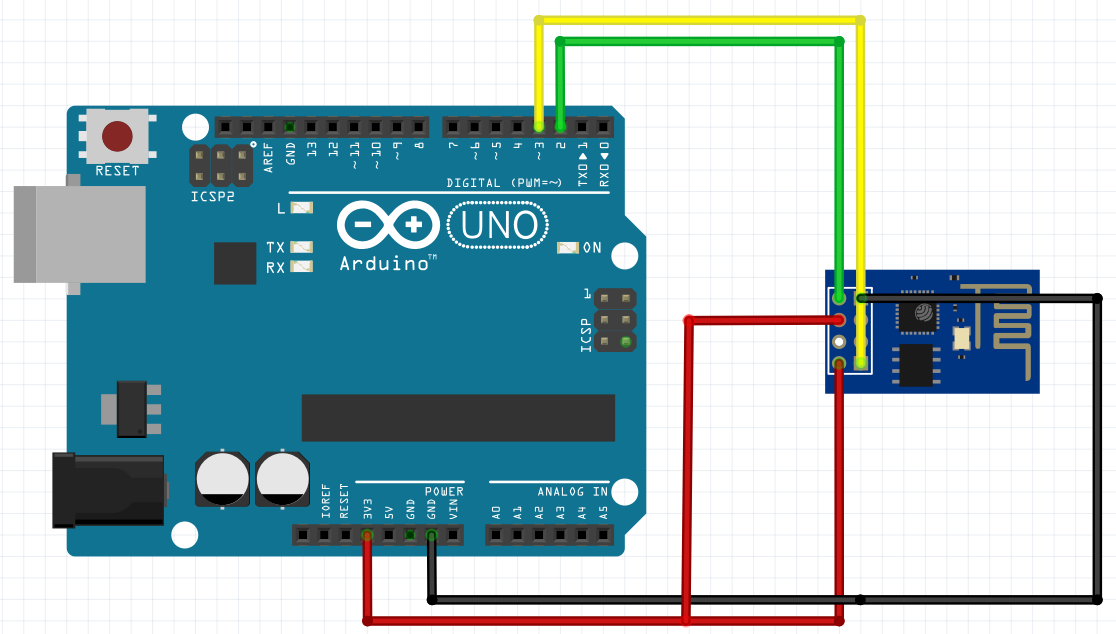 RESET
ICSP2
AREF
GND
13
12
~11
~10
~9
8
7
~6
~5
4
~3
2
TX0▶1
RX0◀0
DIGITAL (PWM=~)
L
TX
RX
Arduino™
UNO
ON
1
ICSP
IOREF
RESET
3V3
5V
GND
GND
VIN
POWER
ANALOG IN
A0
A1
A2
A3
A4
A5